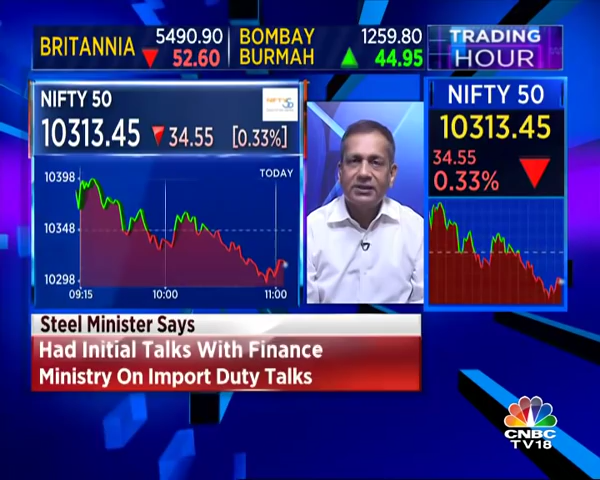 BRITANNIA 5490.90 ▼ 52.60
BOMBAY BURMAH 1259.80 ▲ 44.95
TRADING
HOUR
NIFTY 50
10313.45 ▼ 34.55 [0.33%]
TODAY
10398
10348
10298
09:15 10:00 11:00
NIFTY 50
10313.45
34.55
0.33%
Steel Minister Says
Had Initial Talks With Finance
Ministry On Import Duty Talks
CNBC
TV18